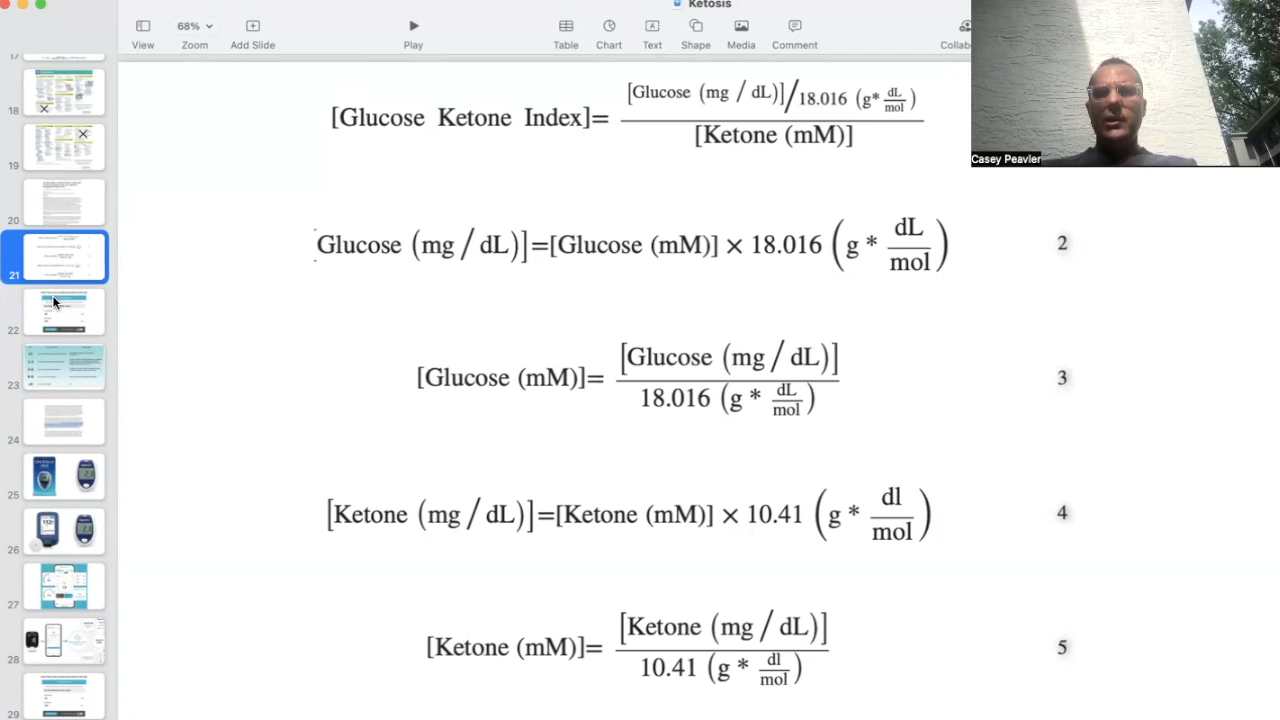 Ketosis
68%
View
Zoom
Add Slide
Play
Table
Chart
Text
Shape
Media
Comment
Casey Peavler
17
18
19
20
21
22
23
24
25
26
27
28
29
[Glucose Ketone Index]= [Glucose (mg / dL)]/18.016 (g* dL/mol)
[Ketone (mM)]
Glucose (mg / dL)]=[Glucose (mM)] × 18.016 (g * dL/mol) 2
[Glucose (mM)]= [Glucose (mg / dL)] 3
18.016 (g * dL/mol)
[Ketone (mg / dL)]=[Ketone (mM)] × 10.41 (g * dl/mol) 4
[Ketone (mM)]= [Ketone (mg / dL)] 5
10.41 (g * dl/mol)